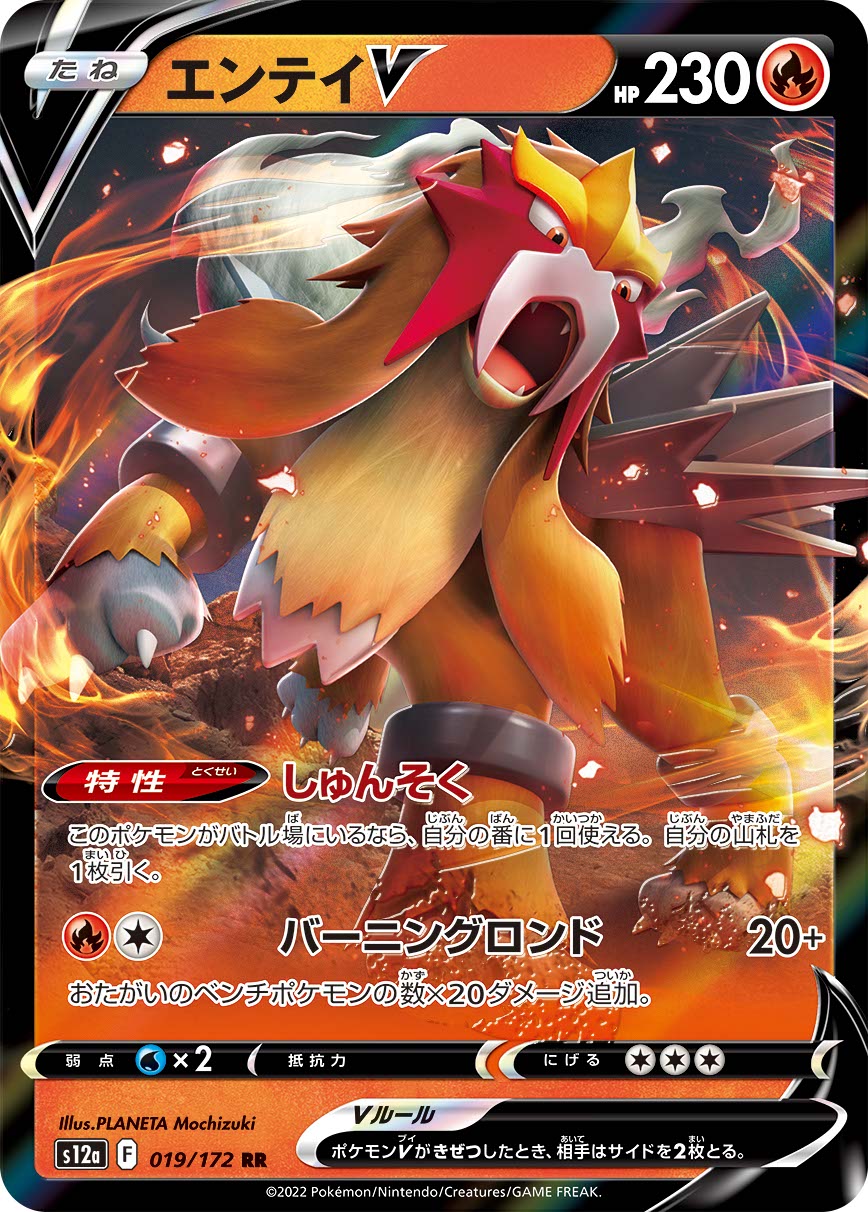 たね
エンテイV
HP 230
特性 とくせい しゅんそく
このポケモンがバトル場にいるなら、自分の番に1回使える。自分の山札を
1枚引く。
バーニングロンド 20+
おたがいのベンチポケモンの数×20ダメージ追加。
弱点 ×2 抵抗力 にげる
Illus.PLANETA Mochizuki
Vルール
ポケモンVがきぜつしたとき、相手はサイドを2枚とる。
s12a F 019/172 RR
©2022 Pokémon/Nintendo/Creatures/GAME FREAK.